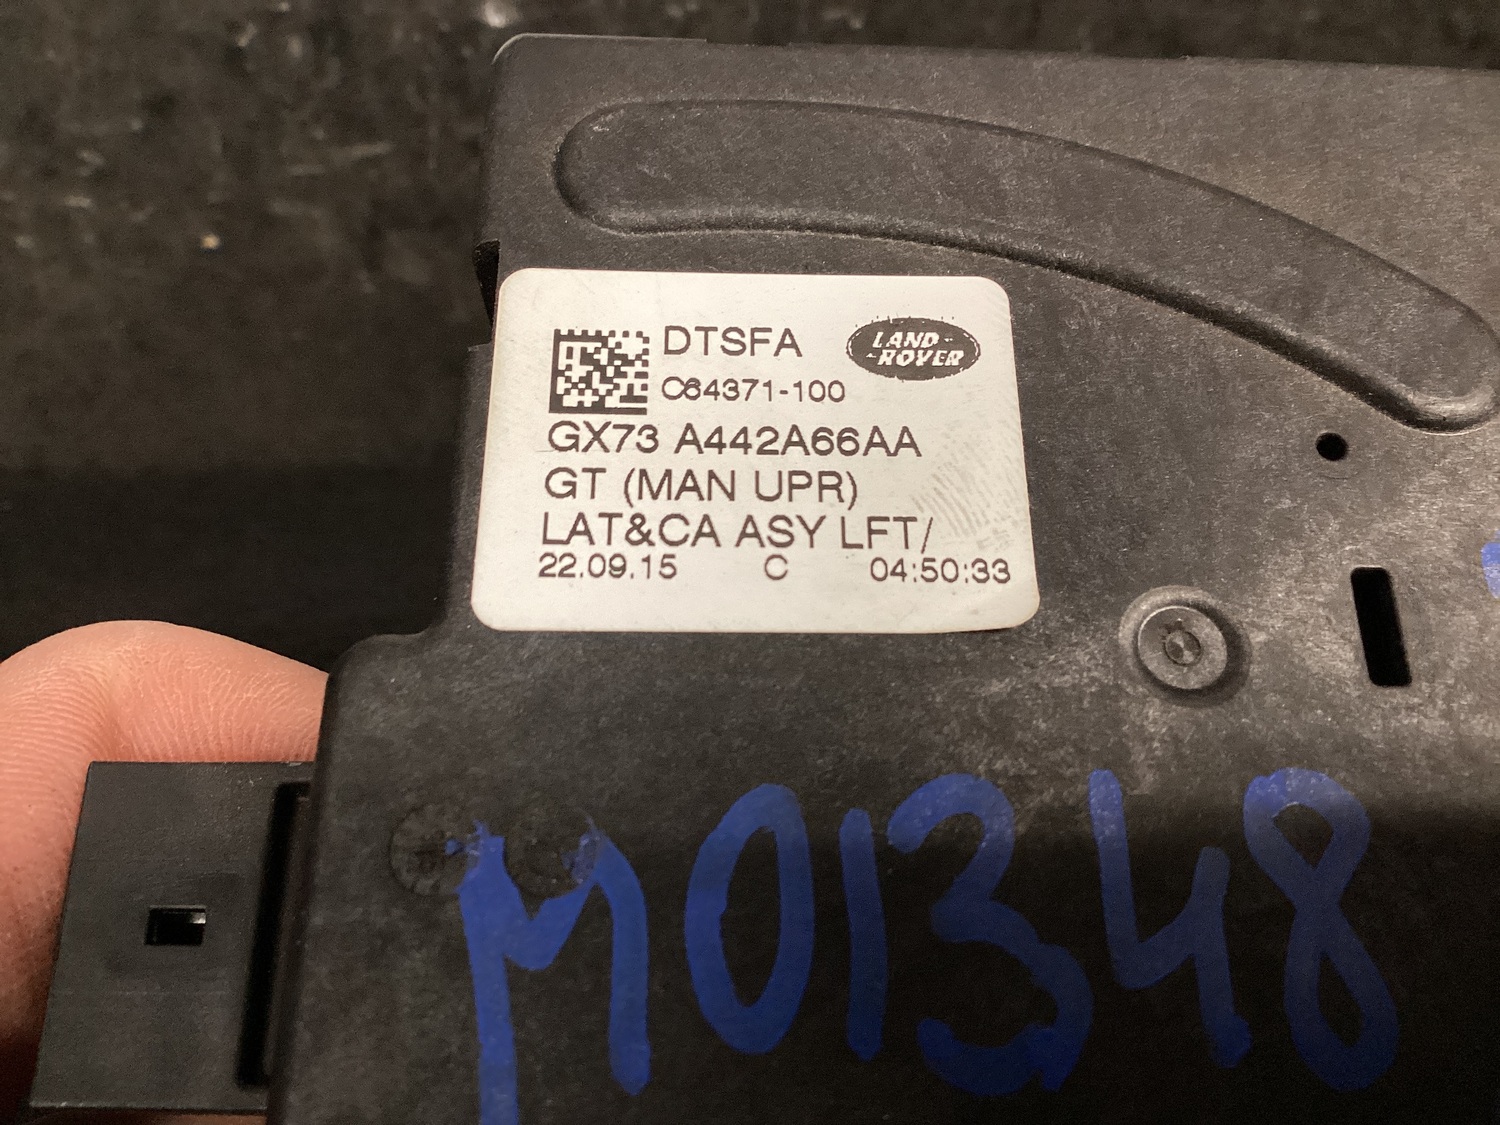 DTSFA
LAND
ROVER
C64371-100
GX73 A442A66AA
GT (MAN UPR)
LAT&CA ASY LFT/
22.09.15 C 04:50:33
M01348